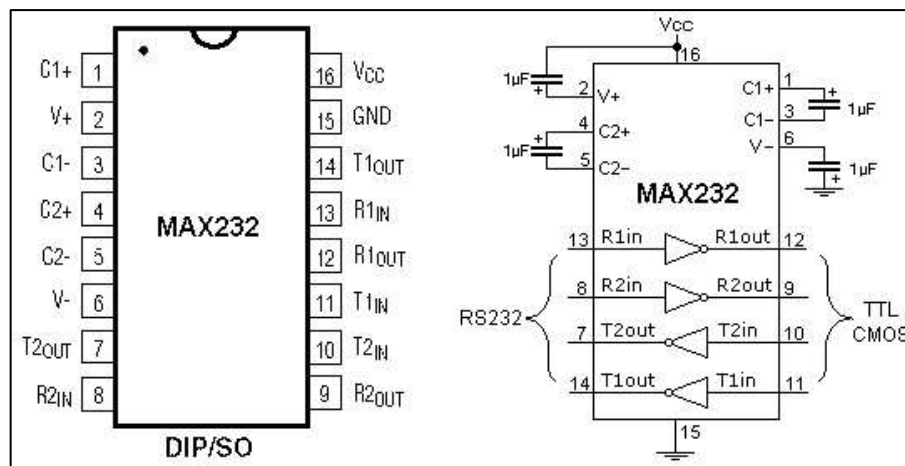 C1+ 1
V+ 2
C1- 3
C2+ 4
C2- 5
V- 6
T2OUT 7
R2IN 8
MAX232
16 VCC
15 GND
14 T1OUT
13 R1IN
12 R1OUT
11 T1IN
10 T2IN
9 R2OUT
DIP/SO
Vcc
16
1µF + 2 V+
1 C1+ + 1µF
4 C2+
3 C1-
1µF + 5 C2-
6 V-
+ 1µF
MAX232
13 R1in R1out 12
8 R2in R2out 9
RS232
TTL
CMOS
7 T2out T2in 10
14 T1out T1in 11
15